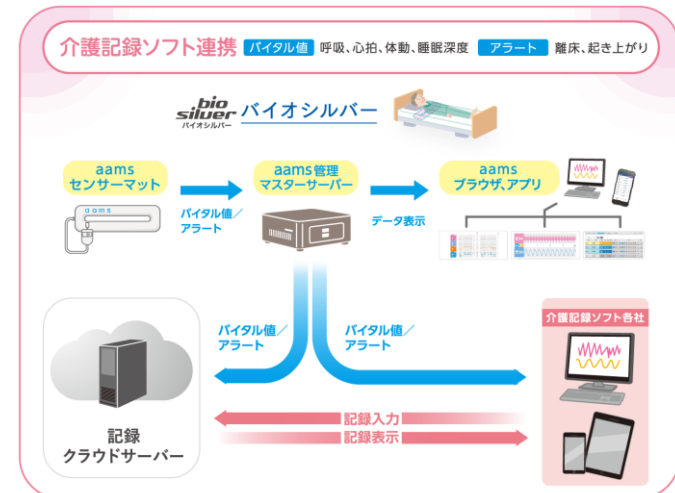 介護記録ソフト連携 バイタル値 呼吸、心拍、体動、睡眠深度 アラート 離床、起き上がり
bio
silver
バイオシルバー
バイオシルバー
aams
センサーマット
aams
バイタル値／
アラート
aams管理
マスターサーバー
データ表示
aams
ブラウザ、アプリ
バイタル値／
アラート
バイタル値／
アラート
介護記録ソフト各社
記録入力
記録表示
記録
クラウドサーバー